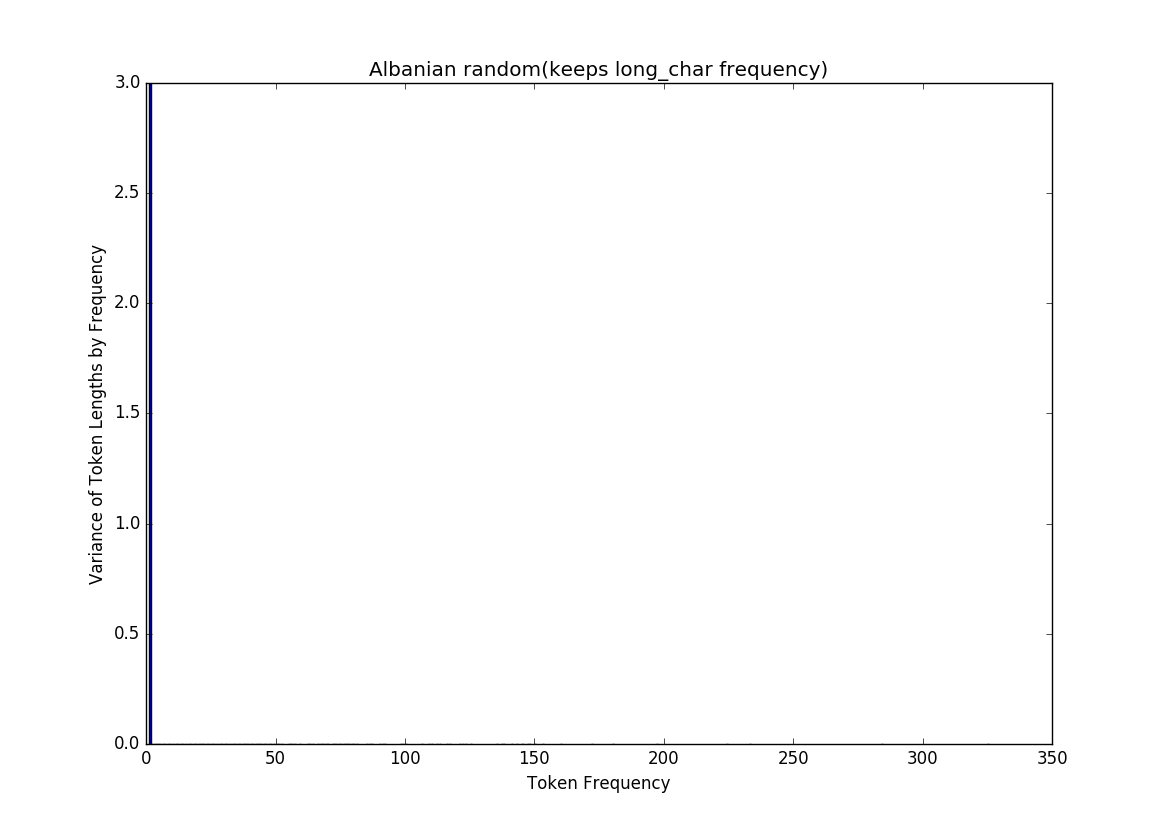 Albanian random(keeps long_char frequency)
3.0
2.5
2.0
1.5
1.0
0.5
0.0
Variance of Token Lengths by Frequency
0 50 100 150 200 250 300 350
Token Frequency